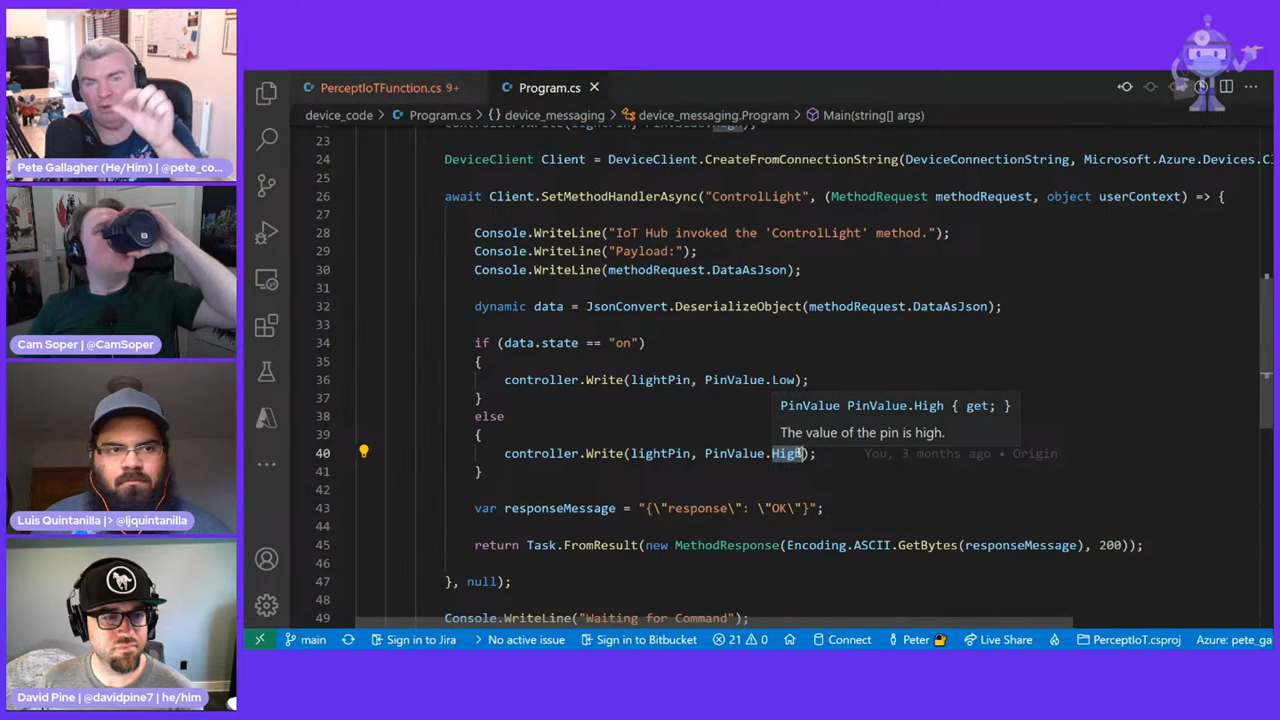 Pete Gallagher (He/Him) | @pete_co...
Cam Soper | @CamSoper
Luis Quintanilla |> @ljquintanilla
David Pine | @davidpine7 | he/him
PerceptIoTFunction.cs 9+
Program.cs
device_code > Program.cs > {} device_messaging > device_messaging.Program > Main(string[] args)
23
24 DeviceClient Client = DeviceClient.CreateFromConnectionString(DeviceConnectionString, Microsoft.Azure.Devices.Cl
25
26 await Client.SetMethodHandlerAsync("ControlLight", (MethodRequest methodRequest, object userContext) => {
27
28 Console.WriteLine("IoT Hub invoked the 'ControlLight' method.");
29 Console.WriteLine("Payload:");
30 Console.WriteLine(methodRequest.DataAsJson);
31
32 dynamic data = JsonConvert.DeserializeObject(methodRequest.DataAsJson);
33
34 if (data.state == "on")
35 {
36 controller.Write(lightPin, PinValue.Low);
37 }
38 else
PinValue PinValue.High { get; }
39 {
The value of the pin is high.
40 controller.Write(lightPin, PinValue.High); You, 3 months ago • Origin
41 }
42
43 var responseMessage = "{\"response\": \"OK\"}";
44
45 return Task.FromResult(new MethodResponse(Encoding.ASCII.GetBytes(responseMessage), 200));
46
47 }, null);
48
49 Console.WriteLine("Waiting for Command");
main Sign in to Jira No active issue Sign in to Bitbucket 21 0 Connect Peter Live Share PerceptIoT.csproj Azure: pete_ga